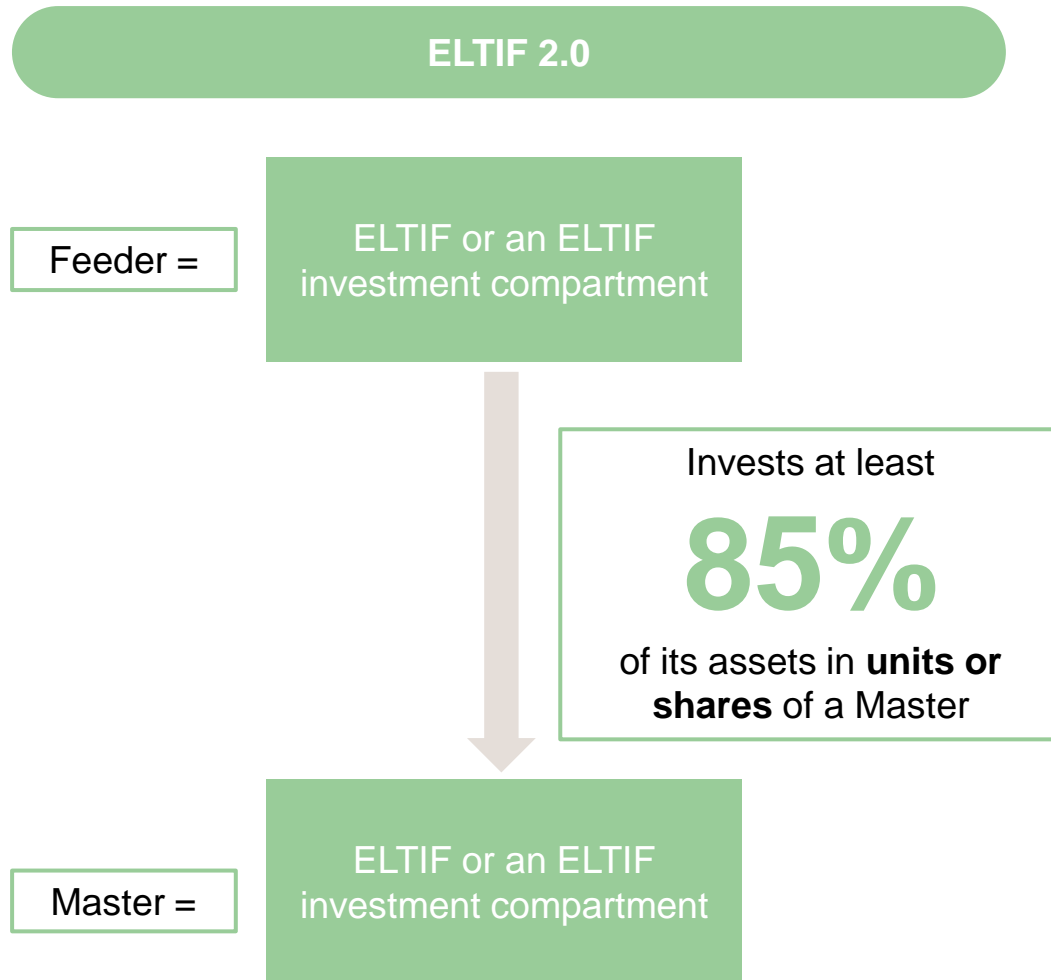 ELTIF 2.0
Feeder =
ELTIF or an ELTIF
investment compartment
Invests at least
85%
of its assets in units or
shares of a Master
Master =
ELTIF or an ELTIF
investment compartment